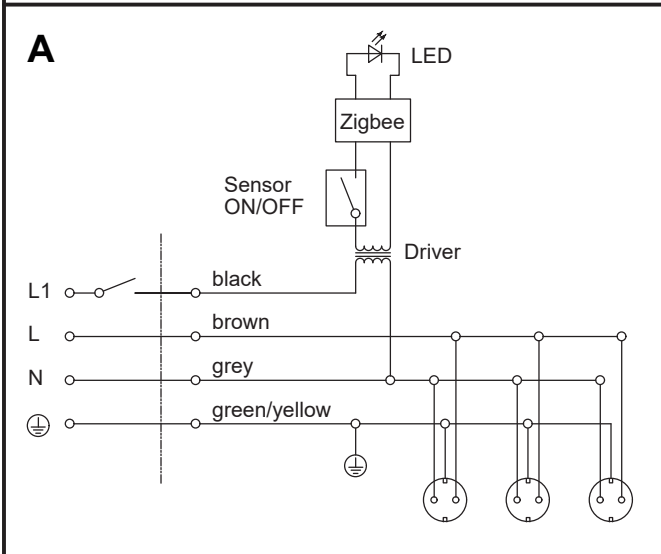 A
LED
Zigbee
Sensor
ON/OFF
Driver
L1
black
L
brown
N
grey
green/yellow